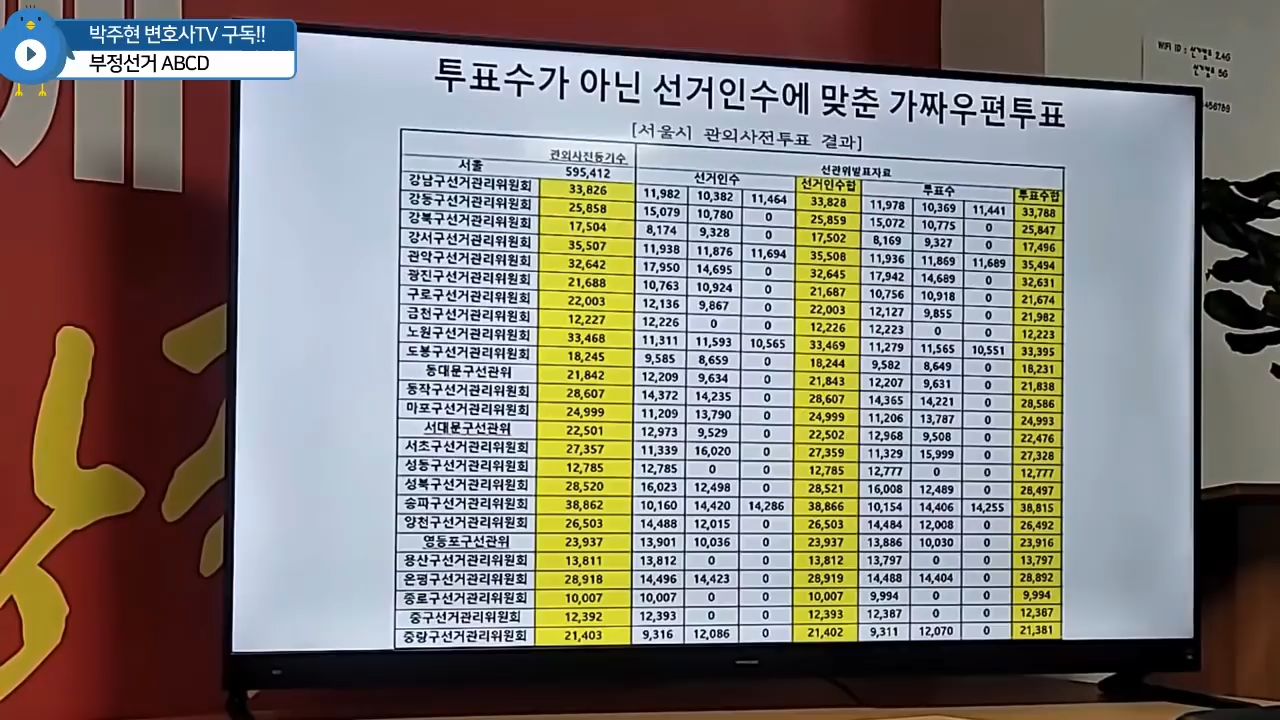 박주현 변호사TV 구독!!
부정선거 ABCD
WIFI ID : 선거캠프 2.4G
선거캠프 5G
456789
투표수가 아닌 선거인수에 맞춘 가짜우편투표
[서울시 관외사전투표 결과]
관외사전등기수 선관위발표자료
서울 595,412 선거인수 선거인수합 투표수 투표수합
강남구선거관리위원회 33,826 11,982 10,382 11,464 33,828 11,978 10,369 11,441 33,788
강동구선거관리위원회 25,858 15,079 10,780 0 25,859 15,072 10,775 0 25,847
강북구선거관리위원회 17,504 8,174 9,328 0 17,502 8,169 9,327 0 17,496
강서구선거관리위원회 35,507 11,938 11,876 11,694 35,508 11,936 11,869 11,689 35,494
관악구선거관리위원회 32,642 17,950 14,695 0 32,645 17,942 14,689 0 32,631
광진구선거관리위원회 21,688 10,763 10,924 0 21,687 10,756 10,918 0 21,674
구로구선거관리위원회 22,003 12,136 9,867 0 22,003 12,127 9,855 0 21,982
금천구선거관리위원회 12,227 12,226 0 0 12,226 12,223 0 0 12,223
노원구선거관리위원회 33,468 11,311 11,593 10,565 33,469 11,279 11,565 10,551 33,395
도봉구선거관리위원회 18,245 9,585 8,659 0 18,244 9,582 8,649 0 18,231
동대문구선관위 21,842 12,209 9,634 0 21,843 12,207 9,631 0 21,838
동작구선거관리위원회 28,607 14,372 14,235 0 28,607 14,365 14,221 0 28,586
마포구선거관리위원회 24,999 11,209 13,790 0 24,999 11,206 13,787 0 24,993
서대문구선관위 22,501 12,973 9,529 0 22,502 12,968 9,508 0 22,476
서초구선거관리위원회 27,357 11,339 16,020 0 27,359 11,329 15,999 0 27,328
성동구선거관리위원회 12,785 12,785 0 0 12,785 12,777 0 0 12,777
성북구선거관리위원회 28,520 16,023 12,498 0 28,521 16,008 12,489 0 28,497
송파구선거관리위원회 38,862 10,160 14,420 14,286 38,866 10,154 14,406 14,255 38,815
양천구선거관리위원회 26,503 14,488 12,015 0 26,503 14,484 12,008 0 26,492
영등포구선관위 23,937 13,901 10,036 0 23,937 13,886 10,030 0 23,916
용산구선거관리위원회 13,811 13,812 0 0 13,812 13,797 0 0 13,797
은평구선거관리위원회 28,918 14,496 14,423 0 28,919 14,488 14,404 0 28,892
종로구선거관리위원회 10,007 10,007 0 0 10,007 9,994 0 0 9,994
중구선거관리위원회 12,392 12,393 0 0 12,393 12,387 0 0 12,387
중랑구선거관리위원회 21,403 9,316 12,086 0 21,402 9,311 12,070 0 21,381